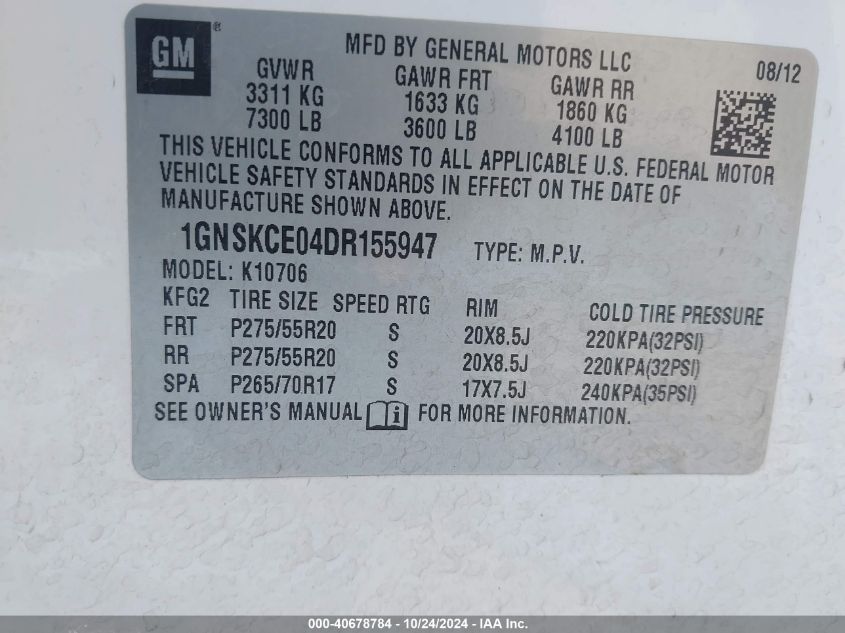 GM®
MFD BY GENERAL MOTORS LLC
08/12
GVWR GAWR FRT GAWR RR
3311 KG 1633 KG 1860 KG
7300 LB 3600 LB 4100 LB
THIS VEHICLE CONFORMS TO ALL APPLICABLE U.S. FEDERAL MOTOR
VEHICLE SAFETY STANDARDS IN EFFECT ON THE DATE OF
MANUFACTURE SHOWN ABOVE.
1GNSKCE04DR155947 TYPE: M.P.V.
MODEL: K10706
KFG2 TIRE SIZE SPEED RTG RIM COLD TIRE PRESSURE
FRT P275/55R20 S 20X8.5J 220KPA(32PSI)
RR P275/55R20 S 20X8.5J 220KPA(32PSI)
SPA P265/70R17 S 17X7.5J 240KPA(35PSI)
SEE OWNER'S MANUAL i FOR MORE INFORMATION.
000-40678784 - 10/24/2024 - IAA Inc.